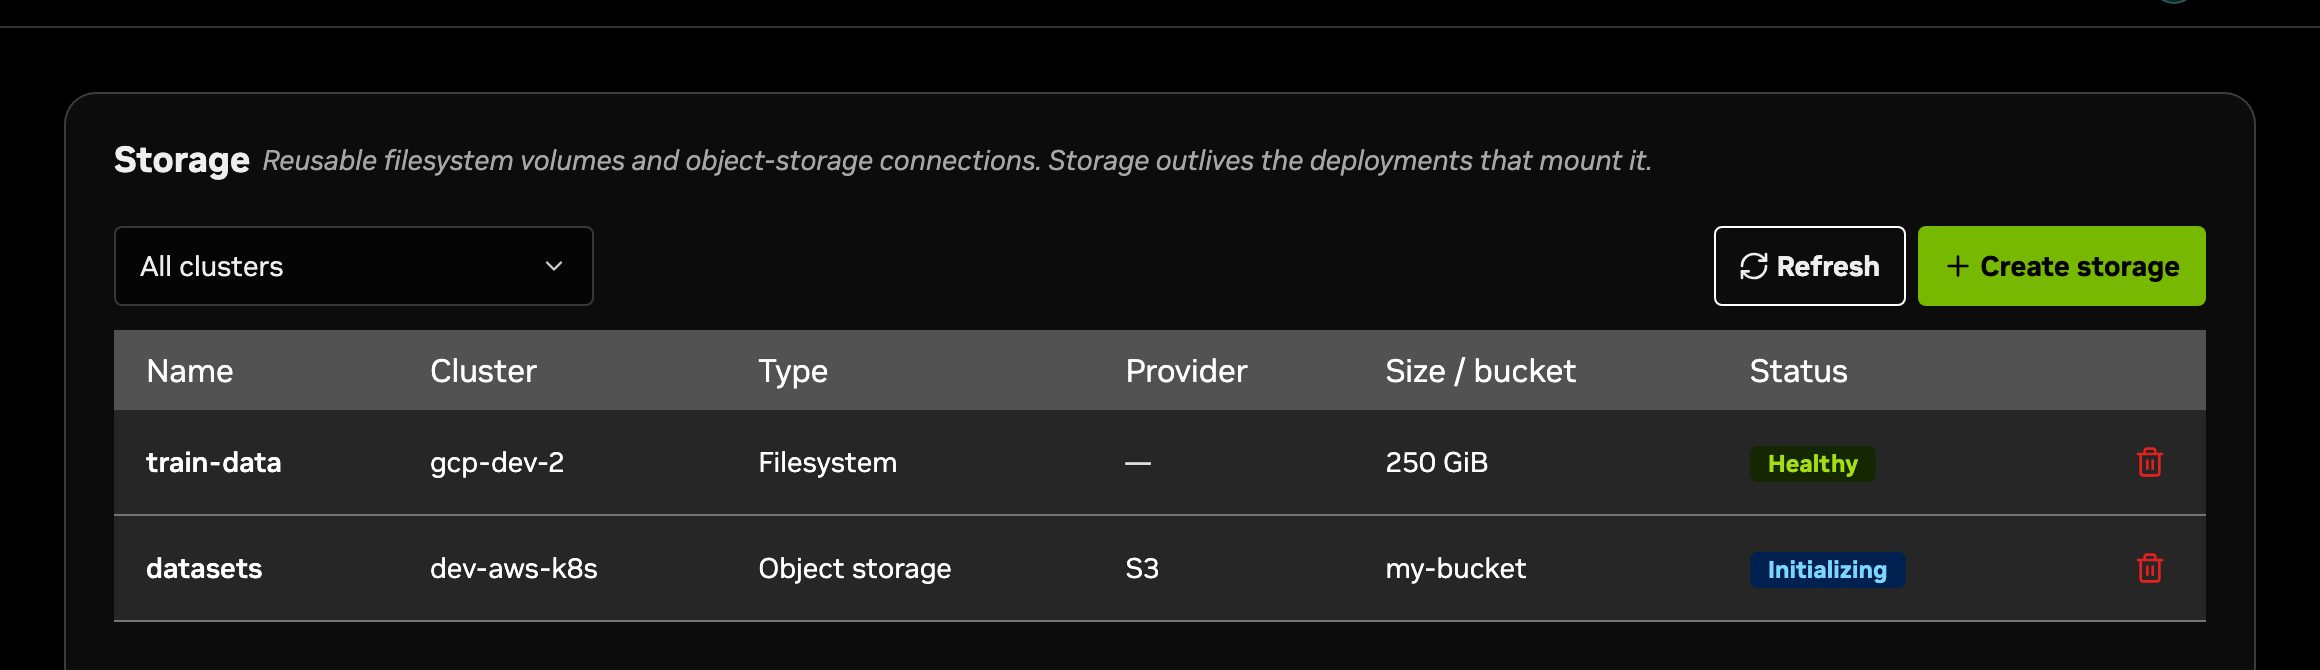 Storage Reusable filesystem volumes and object-storage connections. Storage outlives the deployments that mount it.
All clusters Refresh + Create storage
Name Cluster Type Provider Size / bucket Status
train-data gcp-dev-2 Filesystem — 250 GiB Healthy
datasets dev-aws-k8s Object storage S3 my-bucket Initializing